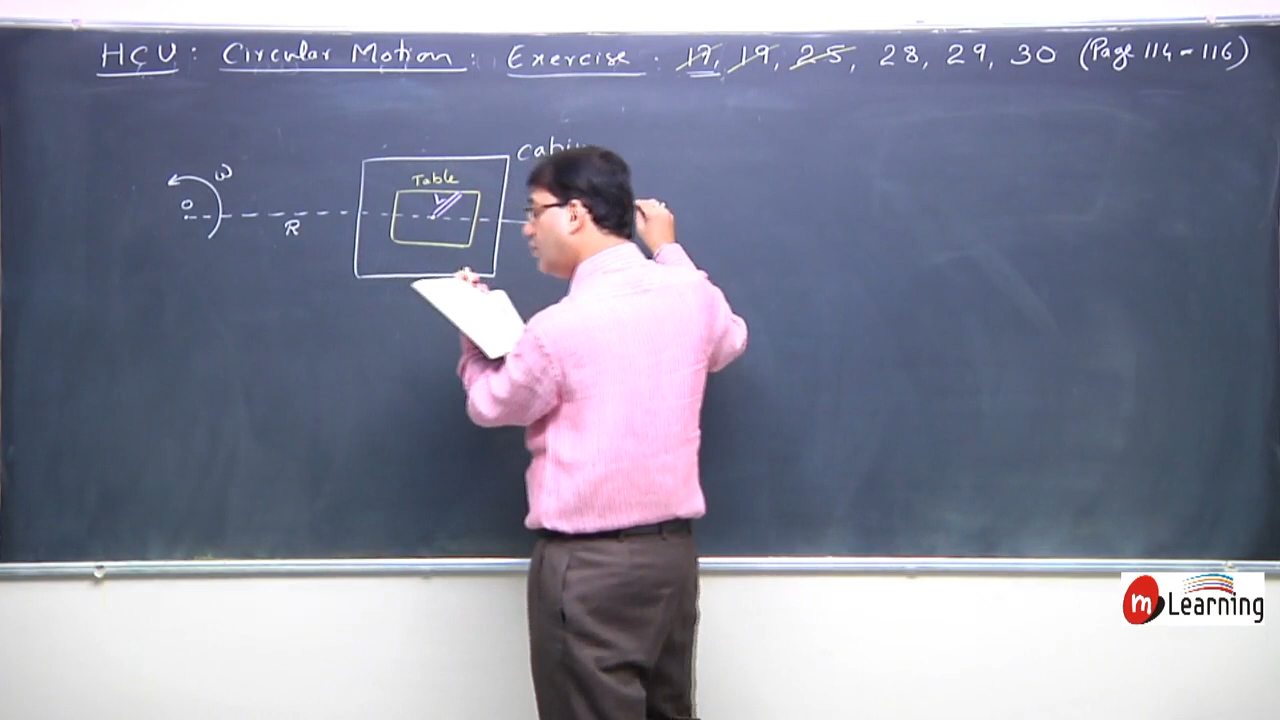 HCV : Circular Motion : Exercise : 17, 19, 25, 28, 29, 30 (Page 114 - 116)
ω
Table
O
R
m Learning